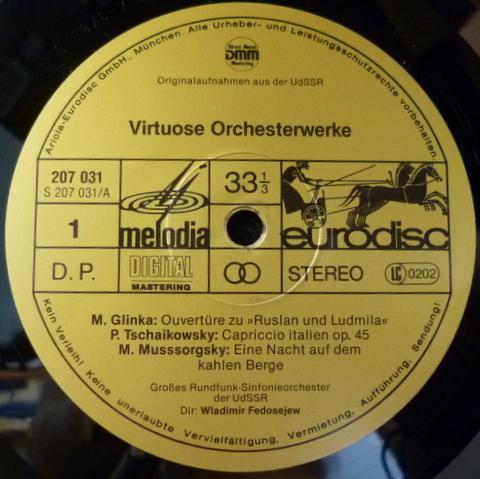 Ariola-Eurodisc GmbH., München. Alle Urheber- und Leistungsschutzrechte vorbehalten.
Direct Metal
DMM
Mastering
Originalaufnahmen aus der UdSSR
Virtuose Orchesterwerke
207 031
S 207 031/A
33 1/3
1
melodia
eurodisc
D. P.
DIGITAL
MASTERING
STEREO
LC 0202
M. Glinka: Ouvertüre zu »Ruslan und Ludmila«
P. Tschaikowsky: Capriccio italien op. 45
M. Musssorgsky: Eine Nacht auf dem
kahlen Berge
Großes Rundfunk-Sinfonieorchester
der UdSSR
Dir: Wladimir Fedosejew
Kein Verleih! Keine unerlaubte Vervielfältigung, Vermietung, Aufführung, Sendung!